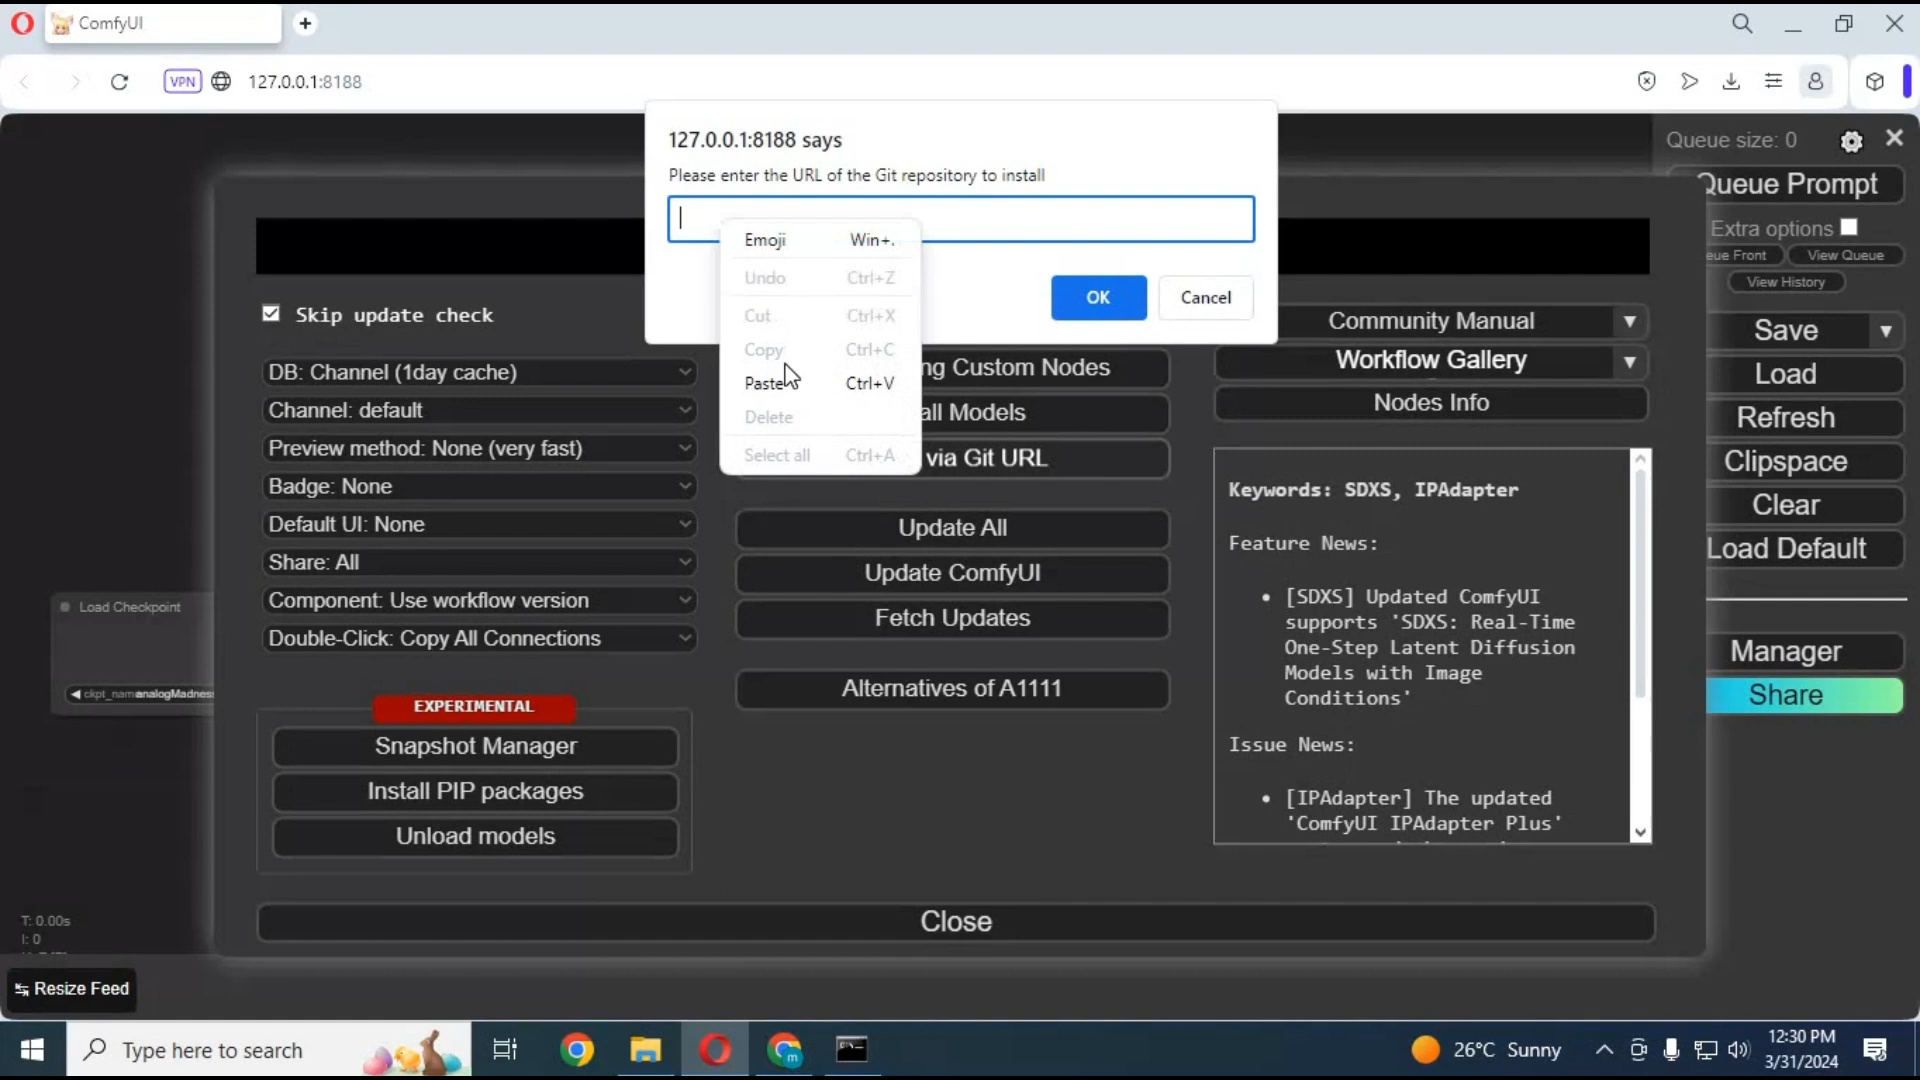 ComfyUI
VPN 127.0.0.1:8188
127.0.0.1:8188 says
Please enter the URL of the Git repository to install
OK
Cancel
Emoji Win+.
Undo Ctrl+Z
Cut Ctrl+X
Copy Ctrl+C
Paste Ctrl+V
Delete
Select all Ctrl+A
Skip update check
DB: Channel (1day cache)
Channel: default
Preview method: None (very fast)
Badge: None
Default UI: None
Share: All
Component: Use workflow version
Double-Click: Copy All Connections
EXPERIMENTAL
Snapshot Manager
Install PIP packages
Unload models
ng Custom Nodes
all Models
via Git URL
Update All
Update ComfyUI
Fetch Updates
Alternatives of A1111
Community Manual
Workflow Gallery
Nodes Info
Keywords: SDXS, IPAdapter
Feature News:
• [SDXS] Updated ComfyUI
supports 'SDXS: Real-Time
One-Step Latent Diffusion
Models with Image
Conditions'
Issue News:
• [IPAdapter] The updated
'ComfyUI IPAdapter Plus'
Close
Queue size: 0
Queue Prompt
Extra options
eue Front
View Queue
View History
Save
Load
Refresh
Clipspace
Clear
Load Default
Manager
Share
Load Checkpoint
ckpt_name analogMadness
T: 0.00s
I: 0
Resize Feed
Type here to search
26°C Sunny
12:30 PM
3/31/2024